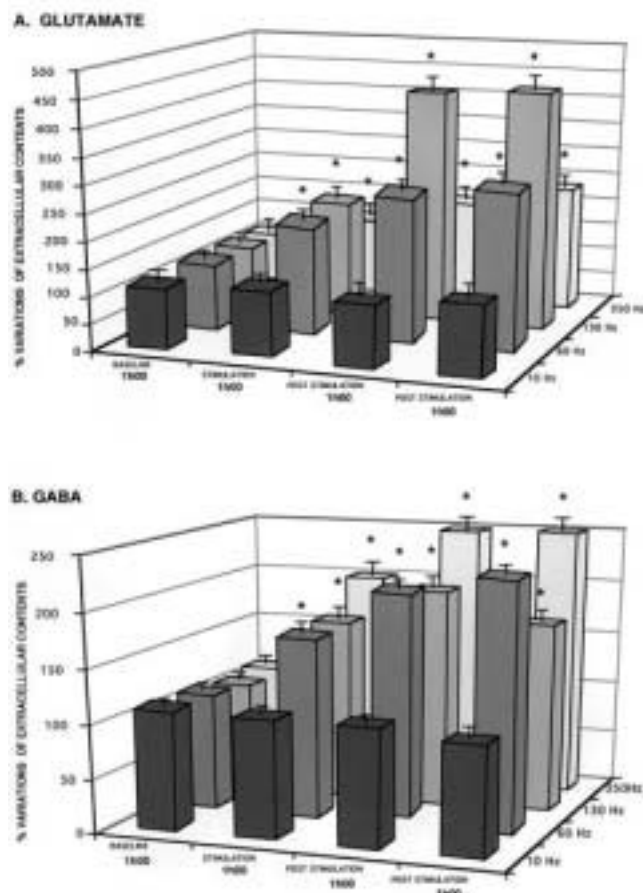 A. GLUTAMATE
% VARIATIONS OF EXTRACELLULAR CONTENTS
500
450
400
350
300
250
200
150
100
50
0
BASELINE
1h00
STIMULATION
1h00
POST STIMULATION
1h00
POST STIMULATION
1h00
10 Hz
60 Hz
130 Hz
350 Hz
B. GABA
% VARIATIONS OF EXTRACELLULAR CONTENTS
250
200
150
100
50
0
BASELINE
1h00
STIMULATION
1h00
POST STIMULATION
1h00
POST STIMULATION
1h00
10 Hz
60 Hz
130 Hz
350Hz